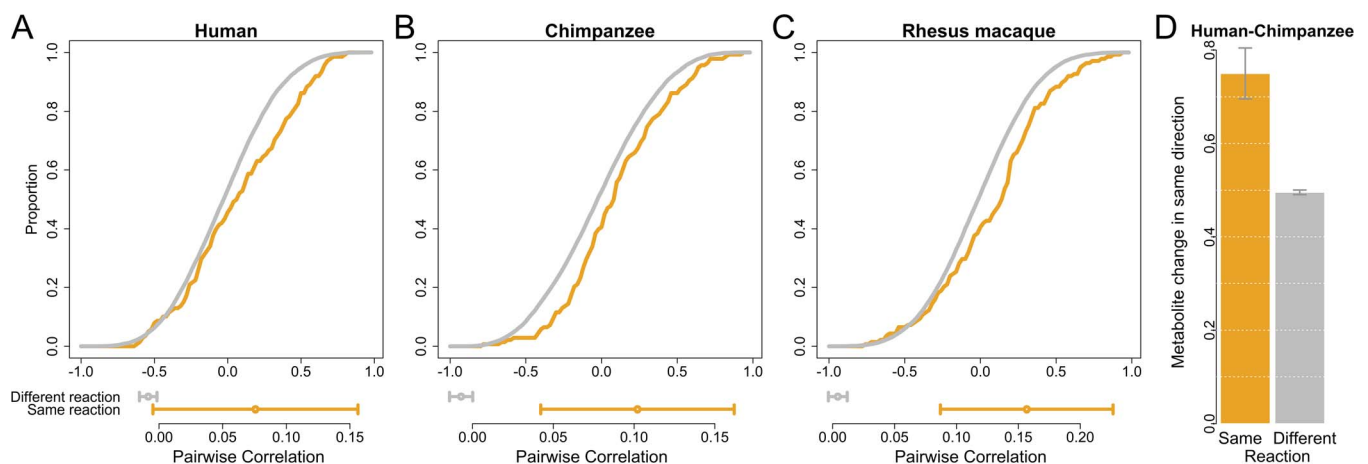 A Human
B Chimpanzee
C Rhesus macaque
D Human-Chimpanzee
Proportion
0.0 0.2 0.4 0.6 0.8 1.0
-1.0 -0.5 0.0 0.5 1.0
0.0 0.2 0.4 0.6 0.8 1.0
-1.0 -0.5 0.0 0.5 1.0
0.0 0.2 0.4 0.6 0.8 1.0
-1.0 -0.5 0.0 0.5 1.0
Different reaction
Same reaction
0.00 0.05 0.10 0.15
Pairwise Correlation
0.00 0.05 0.10 0.15
Pairwise Correlation
0.00 0.05 0.10 0.15 0.20
Pairwise Correlation
Metabolite change in same direction
0.0 0.2 0.4 0.6 0.8
Same Different
Reaction